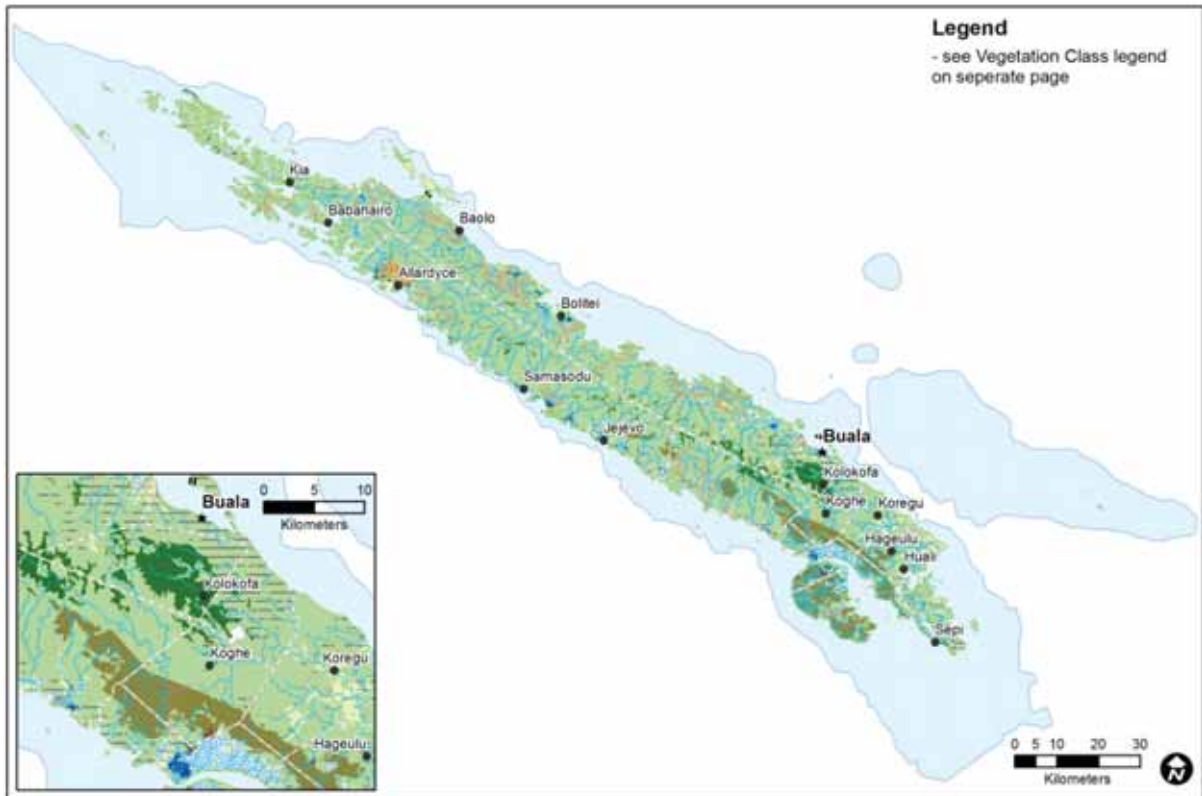 Legend
- see Vegetation Class legend
on seperate page
Kia
Babanairo
Baolo
Allardyce
Bolitei
Samasodu
Jejevo
Buala
Kolokofa
Koghe
Koregu
Hageulu
Huali
Sepi
0 5 10 20 30
Kilometers
N
Buala
0 5 10
Kilometers
Kolokofa
Koghe
Koregu
Hageulu